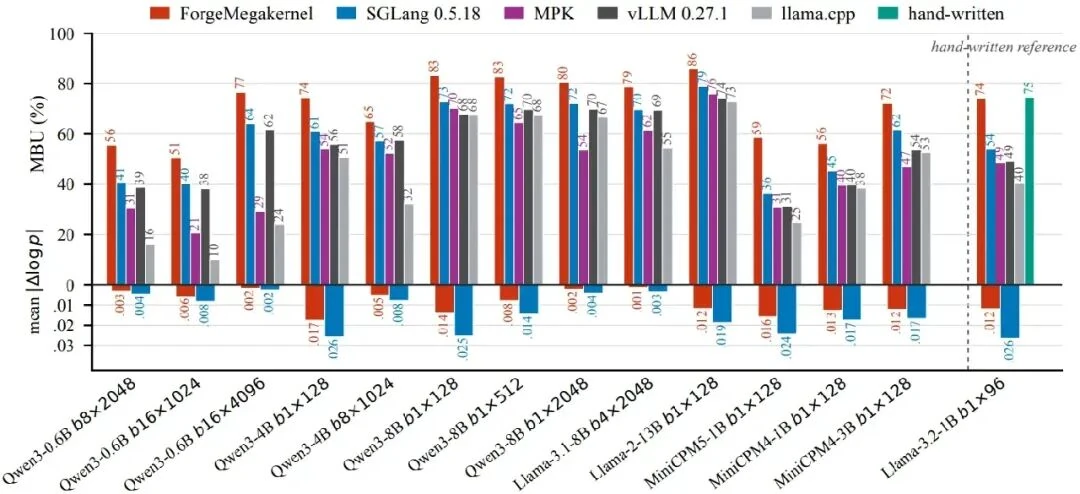 ForgeMegakernel SGLang 0.5.18 MPK vLLM 0.27.1 llama.cpp hand-written
hand-written reference
MBU (%)
100
80
60
40
20
0
mean |Δlog p|
.01
.02
.03
56 41 31 39 16
51 40 21 38 10
77 64 29 62 24
74 61 54 56 51
65 57 52 58 32
83 73 70 68 68
83 72 65 70 68
80 72 54 70 67
79 70 62 69 55
86 79 76 74 73
59 36 31 31 25
56 45 40 40 38
72 62 47 54 53
74 54 49 49 40 75
.003 .004
.006 .008
.002 .002
.017 .026
.005 .008
.014 .025
.008 .014
.002 .004
.001 .003
.012 .019
.016 .024
.013 .017
.012 .017
.012 .026
Qwen3-0.6B b8×2048
Qwen3-0.6B b16×1024
Qwen3-0.6B b16×4096
Qwen3-4B b1×128
Qwen3-4B b8×1024
Qwen3-8B b1×128
Qwen3-8B b1×512
Qwen3-8B b1×2048
Llama-3.1-8B b4×2048
Llama-2-13B b1×128
MiniCPM5-1B b1×128
MiniCPM4-1B b1×128
MiniCPM4-3B b1×128
Llama-3.2-1B b1×96